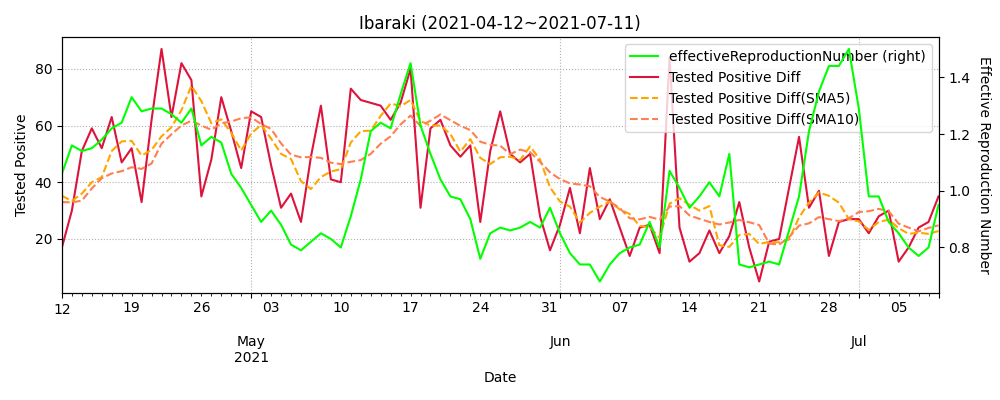 Ibaraki (2021-04-12~2021-07-11)
effectiveReproductionNumber (right)
Tested Positive Diff
Tested Positive Diff(SMA5)
Tested Positive Diff(SMA10)
Tested Positive
80
60
40
20
1.4
1.2
1.0
0.8
Effective Reproduction Number
12 19 26 03 10 17 24 31 07 14 21 28 05
May Jun Jul
2021
Date